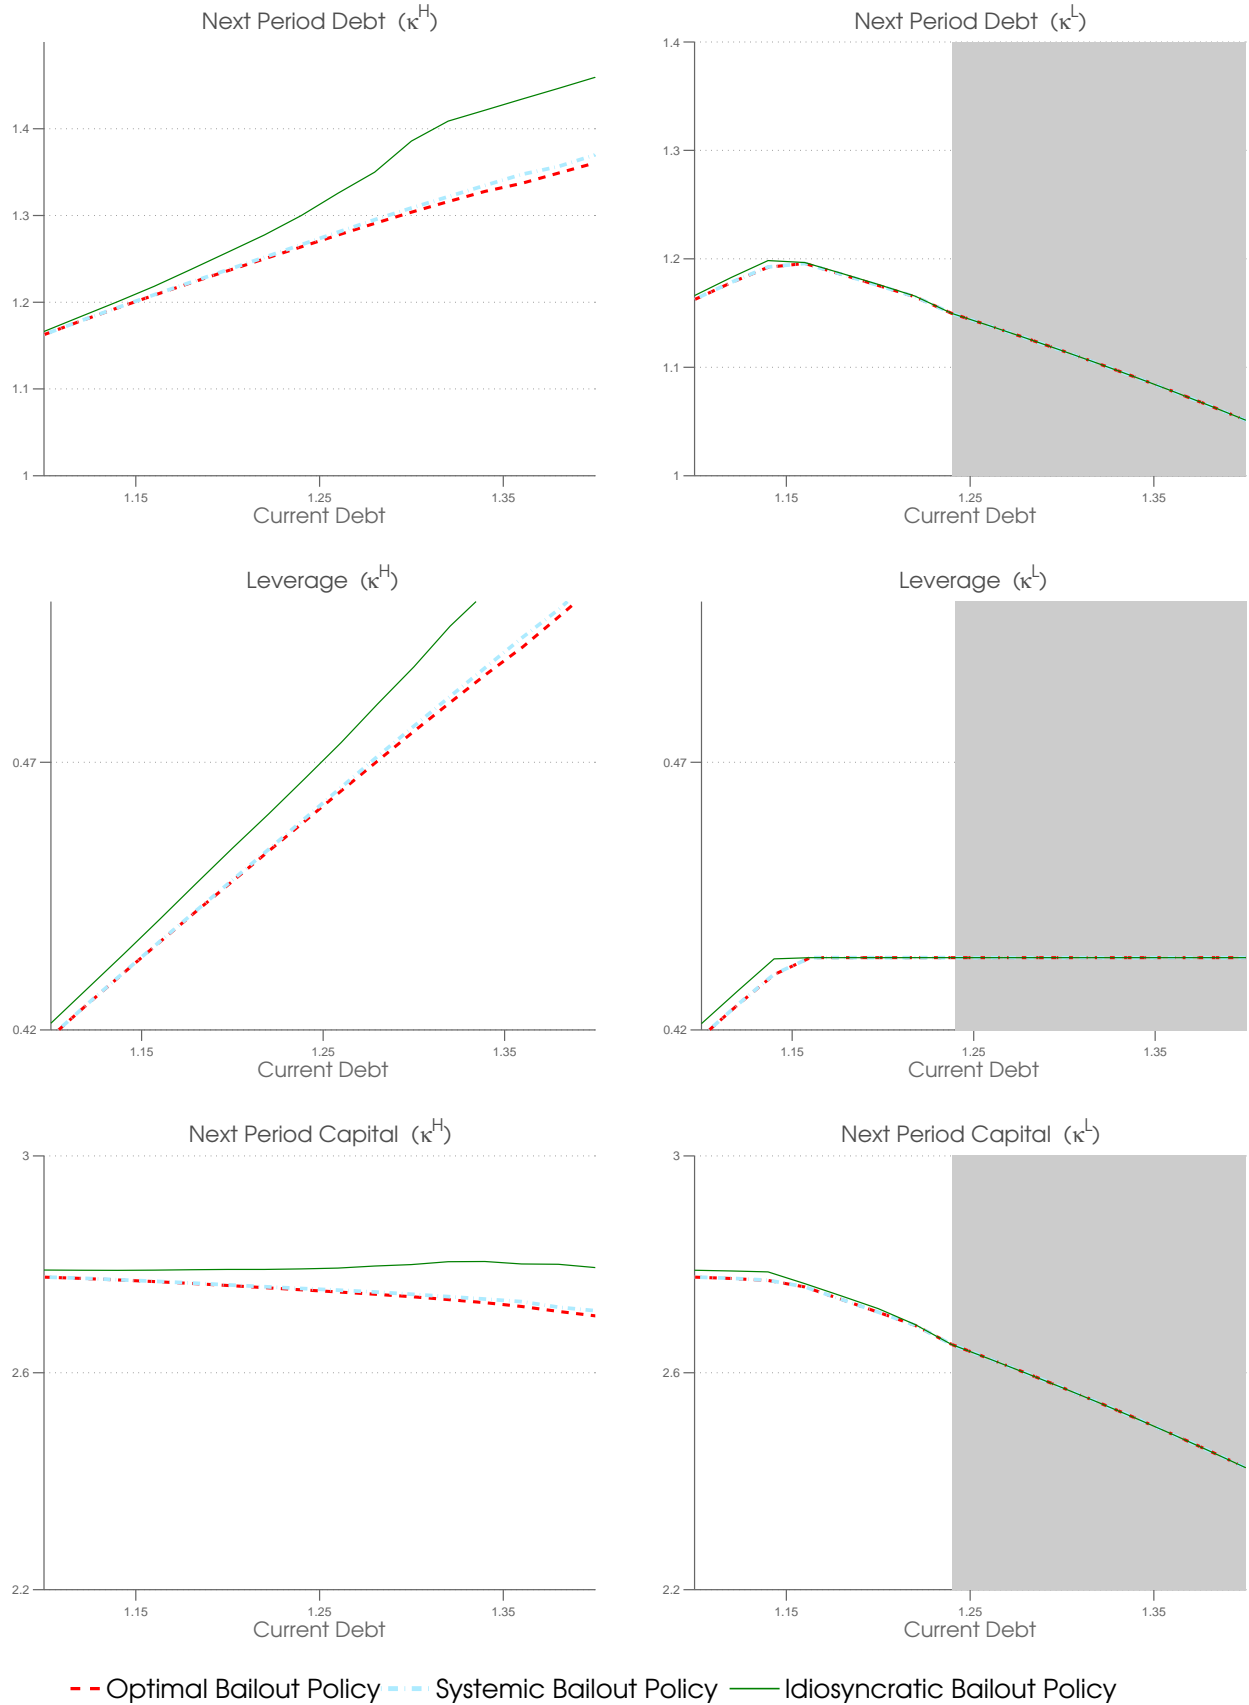 Next Period Debt (κ^H)
1.4
1.3
1.2
1.1
1
1.15 1.25 1.35
Current Debt
Next Period Debt (κ^L)
1.4
1.3
1.2
1.1
1
1.15 1.25 1.35
Current Debt
Leverage (κ^H)
0.47
0.42
1.15 1.25 1.35
Current Debt
Leverage (κ^L)
0.47
0.42
1.15 1.25 1.35
Current Debt
Next Period Capital (κ^H)
3
2.6
2.2
1.15 1.25 1.35
Current Debt
Next Period Capital (κ^L)
3
2.6
2.2
1.15 1.25 1.35
Current Debt
Optimal Bailout Policy Systemic Bailout Policy Idiosyncratic Bailout Policy